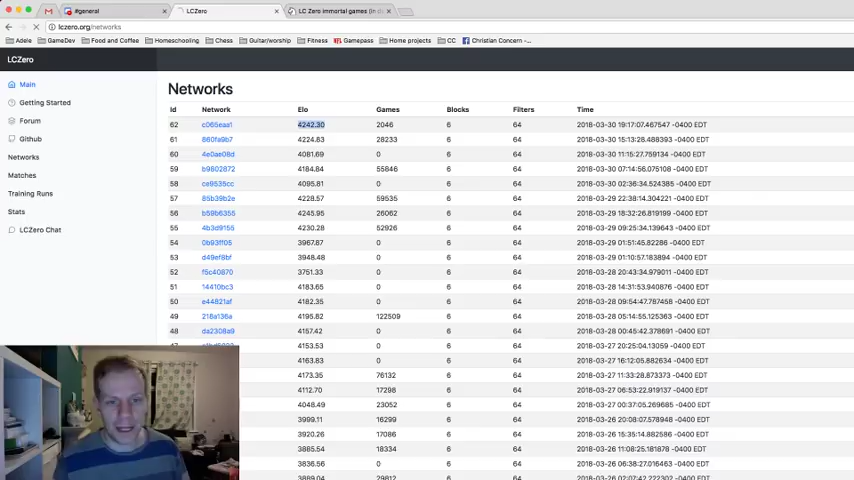 #general
LCZero
LC Zero immortal games (in d
lczero.org/networks
Adele GameDev Food and Coffee Homeschooling Chess Guitar/worship Fitness Gamepass Home projects CC Christian Concern -...
LCZero
Main
Getting Started
Forum
Github
Networks
Matches
Training Runs
Stats
LCZero Chat
Networks
Id Network Elo Games Blocks Filters Time
62 c065eaa1 4242.30 2046 6 64 2018-03-30 19:17:07.467547 -0400 EDT
61 860fa9b7 4224.83 28233 6 64 2018-03-30 15:13:28.488393 -0400 EDT
60 4e0ae08d 4081.69 0 6 64 2018-03-30 11:15:27.759134 -0400 EDT
59 b9802872 4184.84 55846 6 64 2018-03-30 07:14:56.075108 -0400 EDT
58 ce9535cc 4095.81 0 6 64 2018-03-30 02:36:34.524385 -0400 EDT
57 85b39b2e 4228.57 59535 6 64 2018-03-29 22:38:14.304221 -0400 EDT
56 b59b6355 4245.95 26062 6 64 2018-03-29 18:32:26.819199 -0400 EDT
55 4b3d9155 4230.28 52926 6 64 2018-03-29 09:25:34.139643 -0400 EDT
54 0b93ff05 3967.87 0 6 64 2018-03-29 01:51:45.82286 -0400 EDT
53 d49ef8bf 3948.48 0 6 64 2018-03-29 01:10:57.183894 -0400 EDT
52 f5c40870 3751.33 0 6 64 2018-03-28 20:43:34.979011 -0400 EDT
51 14410bc3 4183.65 0 6 64 2018-03-28 14:31:53.940876 -0400 EDT
50 e44821af 4182.35 0 6 64 2018-03-28 09:54:47.787458 -0400 EDT
49 218a136a 4195.82 122509 6 64 2018-03-28 05:14:55.125363 -0400 EDT
48 da2308a9 4157.42 0 6 64 2018-03-28 00:45:42.378691 -0400 EDT
47 4153.53 0 6 64 2018-03-27 20:25:04.13059 -0400 EDT
4163.83 0 6 64 2018-03-27 16:12:05.882634 -0400 EDT
4173.35 76132 6 64 2018-03-27 11:33:28.873373 -0400 EDT
4112.70 17298 6 64 2018-03-27 06:53:22.919137 -0400 EDT
4048.49 23052 6 64 2018-03-27 00:37:05.269685 -0400 EDT
3999.11 16299 6 64 2018-03-26 20:08:07.578948 -0400 EDT
3920.26 17086 6 64 2018-03-26 15:35:14.882586 -0400 EDT
3885.54 18334 6 64 2018-03-26 11:08:25.181878 -0400 EDT
3836.56 0 6 64 2018-03-26 06:38:27.016463 -0400 EDT
3889.04 29812 6 64 2018-03-26 02:07:42.222302 -0400 EDT